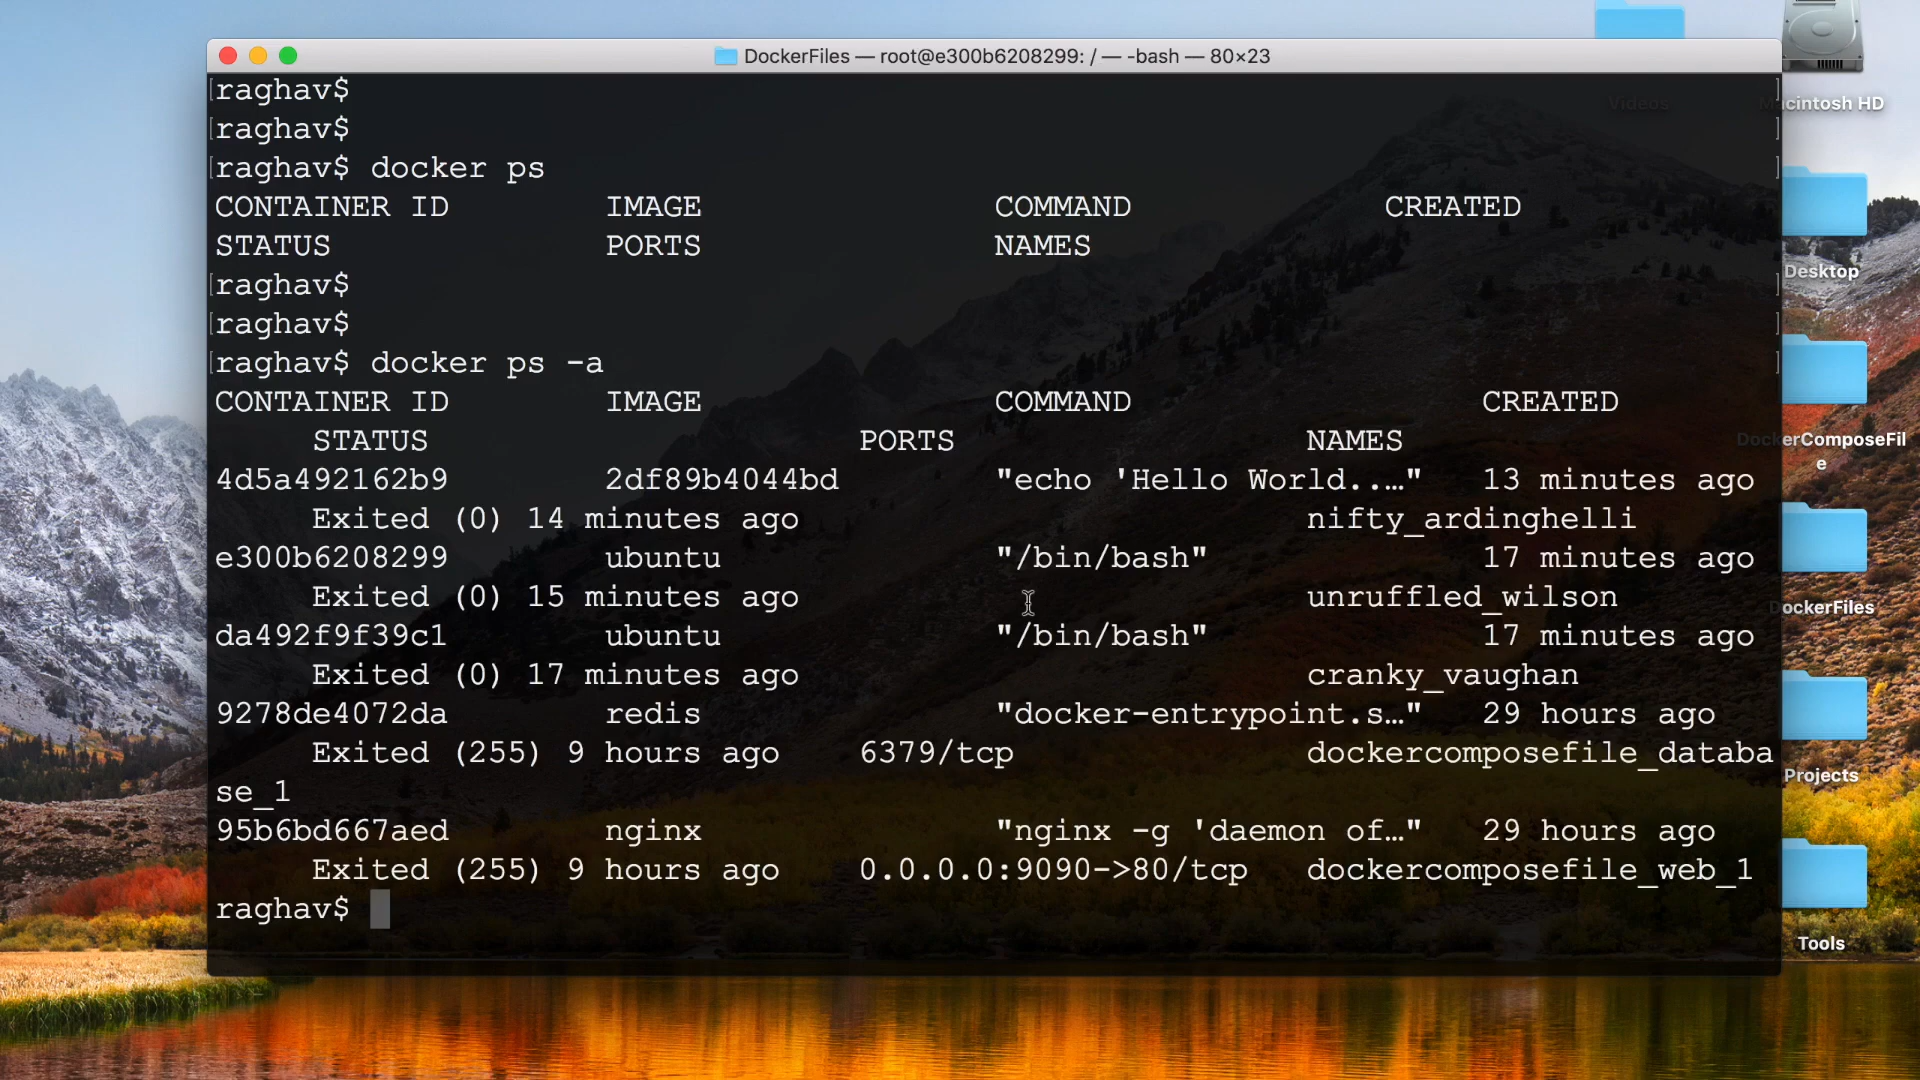 DockerFiles — root@e300b6208299: / — -bash — 80×23
raghav$
raghav$
raghav$ docker ps
CONTAINER ID IMAGE COMMAND CREATED
STATUS PORTS NAMES
raghav$
raghav$
raghav$ docker ps -a
CONTAINER ID IMAGE COMMAND CREATED
STATUS PORTS NAMES
4d5a492162b9 2df89b4044bd "echo 'Hello World..…" 13 minutes ago
Exited (0) 14 minutes ago nifty_ardinghelli
e300b6208299 ubuntu "/bin/bash" 17 minutes ago
Exited (0) 15 minutes ago unruffled_wilson
da492f9f39c1 ubuntu "/bin/bash" 17 minutes ago
Exited (0) 17 minutes ago cranky_vaughan
9278de4072da redis "docker-entrypoint.s…" 29 hours ago
Exited (255) 9 hours ago 6379/tcp dockercomposefile_databa
se_1
95b6bd667aed nginx "nginx -g 'daemon of…" 29 hours ago
Exited (255) 9 hours ago 0.0.0.0:9090->80/tcp dockercomposefile_web_1
raghav$
Videos
Macintosh HD
Desktop
DockerComposeFil
e
DockerFiles
Projects
Tools